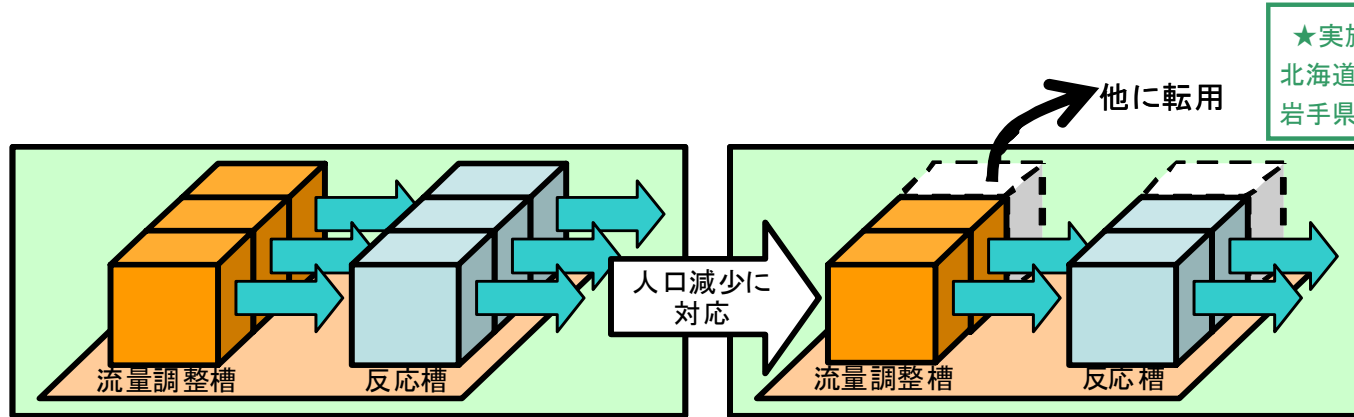 ★実施
北海道
岩手県
他に転用
人口減少に
対応
流量調整槽
反応槽
流量調整槽
反応槽